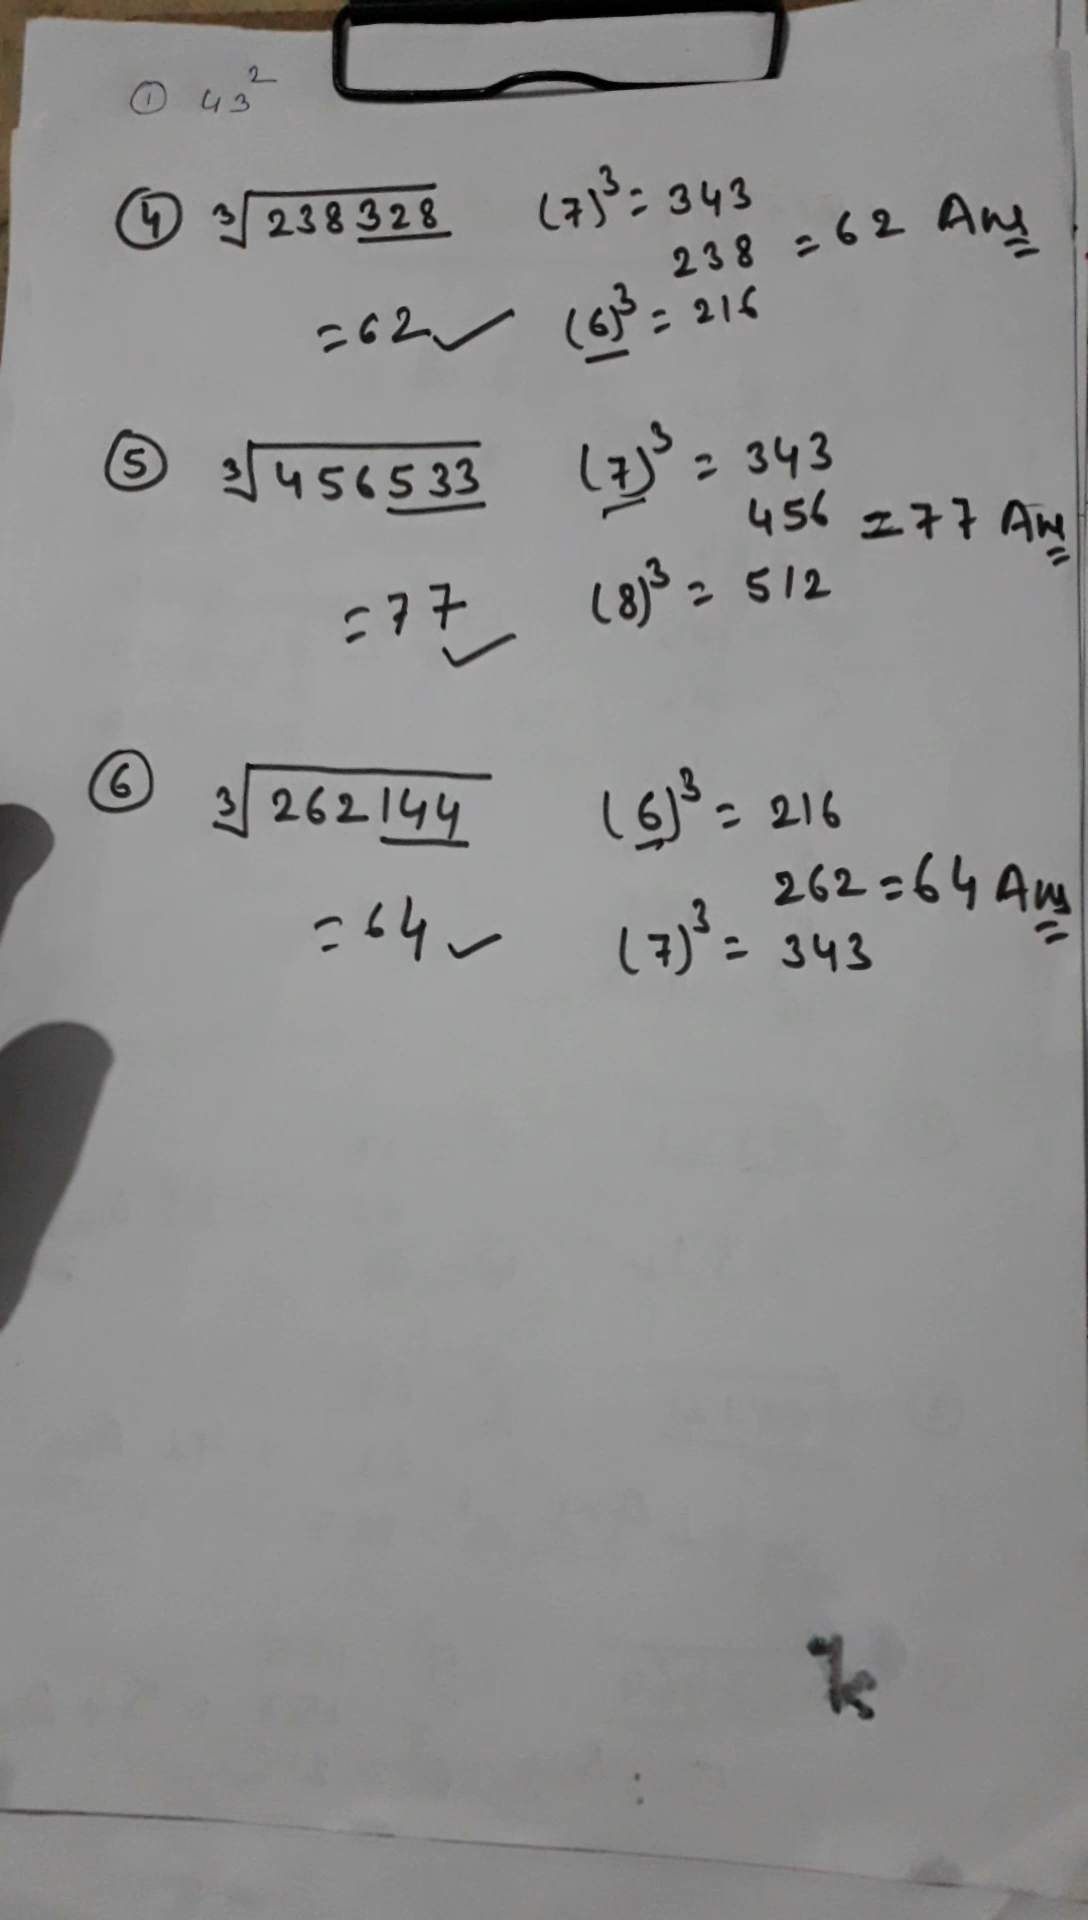 ① 43²
④ ∛238328 (7)³ = 343
238 = 62 Ans
= 62 ✓ (6)³ = 216
⑤ ∛456533 (7)³ = 343
456 = 77 Ans
= 77 ✓ (8)³ = 512
⑥ ∛262144 (6)³ = 216
262 = 64 Ans
= 64 ✓ (7)³ = 343